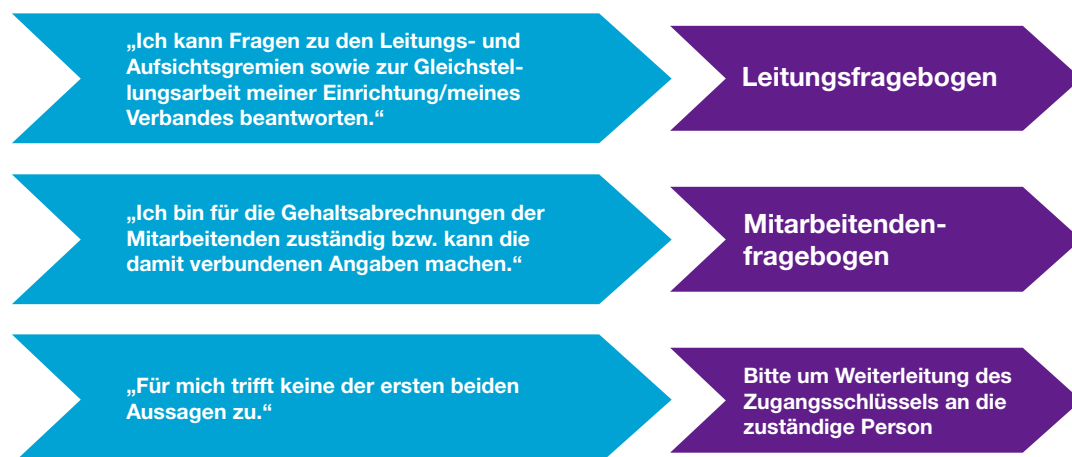 „Ich kann Fragen zu den Leitungs- und
Aufsichtsgremien sowie zur Gleichstel-
lungsarbeit meiner Einrichtung/meines
Verbandes beantworten.“
Leitungsfragebogen
„Ich bin für die Gehaltsabrechnungen der
Mitarbeitenden zuständig bzw. kann die
damit verbundenen Angaben machen.“
Mitarbeitenden-
fragebogen
„Für mich trifft keine der ersten beiden
Aussagen zu.“
Bitte um Weiterleitung des
Zugangsschlüssels an die
zuständige Person